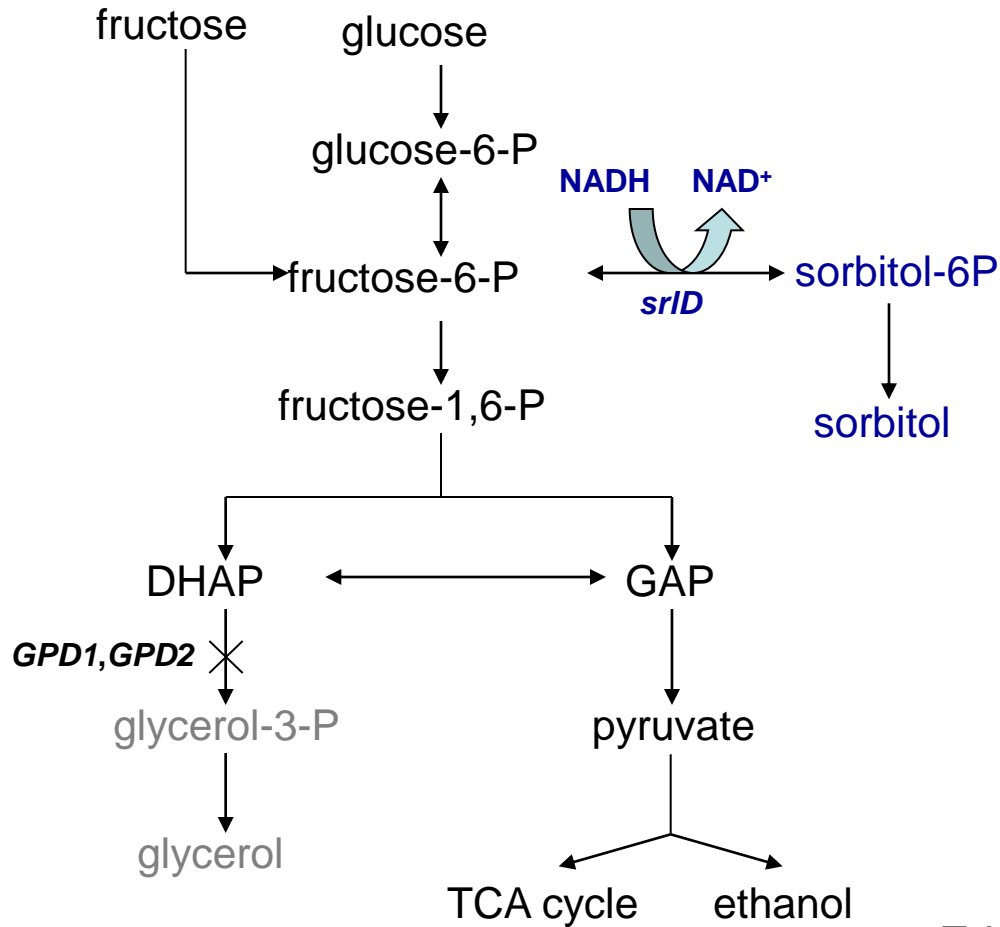 fructose
glucose
glucose-6-P
NADH
NAD⁺
fructose-6-P
srlD
sorbitol-6P
fructose-1,6-P
sorbitol
DHAP
GAP
GPD1,GPD2
glycerol-3-P
pyruvate
glycerol
TCA cycle
ethanol